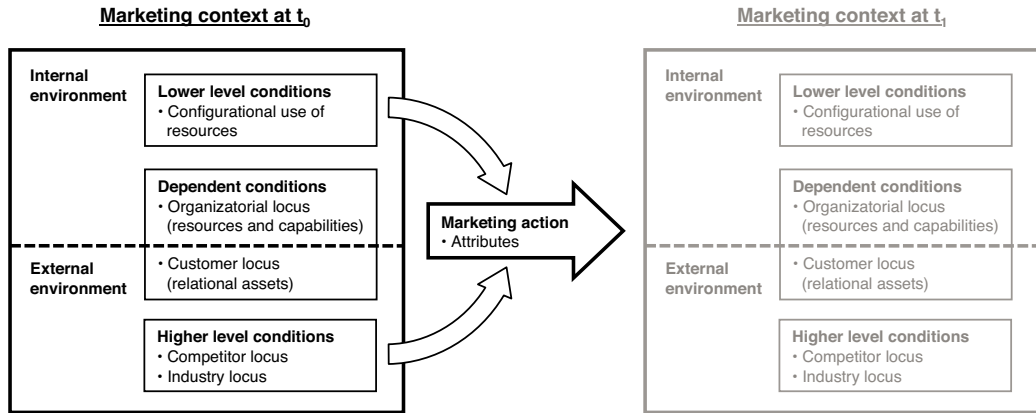 Marketing context at t0
Internal
environment
Lower level conditions
• Configurational use of
resources
Dependent conditions
• Organizatorial locus
(resources and capabilities)
External
environment
• Customer locus
(relational assets)
Higher level conditions
• Competitor locus
• Industry locus
Marketing action
• Attributes
Marketing context at t1
Internal
environment
Lower level conditions
• Configurational use of
resources
Dependent conditions
• Organizatorial locus
(resources and capabilities)
External
environment
• Customer locus
(relational assets)
Higher level conditions
• Competitor locus
• Industry locus